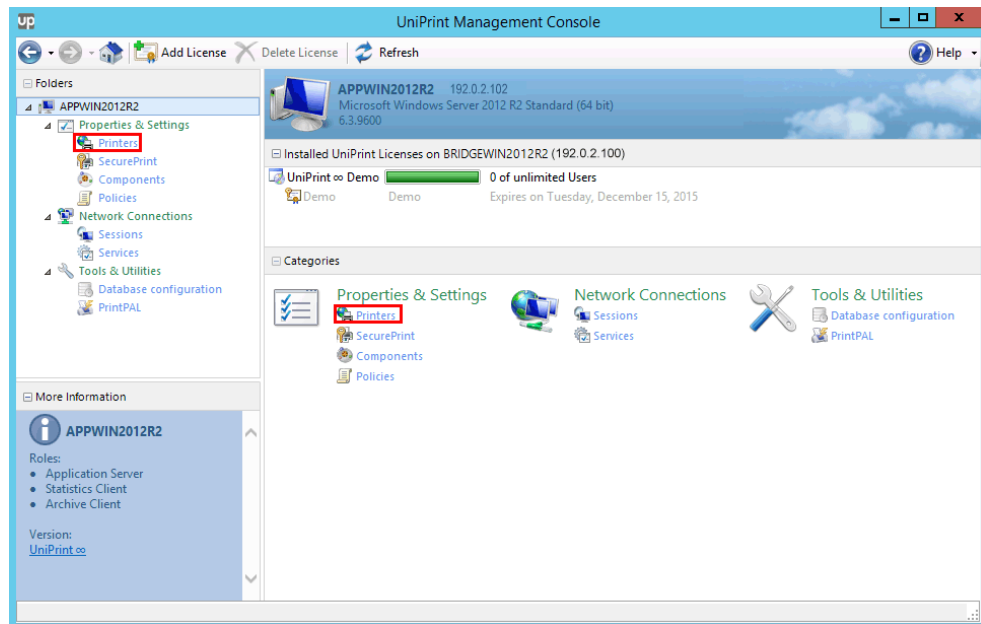 up UniPrint Management Console
Add License Delete License Refresh Help
Folders
APPWIN2012R2
Properties & Settings
Printers
SecurePrint
Components
Policies
Network Connections
Sessions
Services
Tools & Utilities
Database configuration
PrintPAL
More Information
APPWIN2012R2
Roles:
• Application Server
• Statistics Client
• Archive Client
Version:
UniPrint ∞
APPWIN2012R2 192.0.2.102
Microsoft Windows Server 2012 R2 Standard (64 bit)
6.3.9600
Installed UniPrint Licenses on BRIDGEWIN2012R2 (192.0.2.100)
UniPrint ∞ Demo 0 of unlimited Users
Demo Demo Expires on Tuesday, December 15, 2015
Categories
Properties & Settings
Printers
SecurePrint
Components
Policies
Network Connections
Sessions
Services
Tools & Utilities
Database configuration
PrintPAL